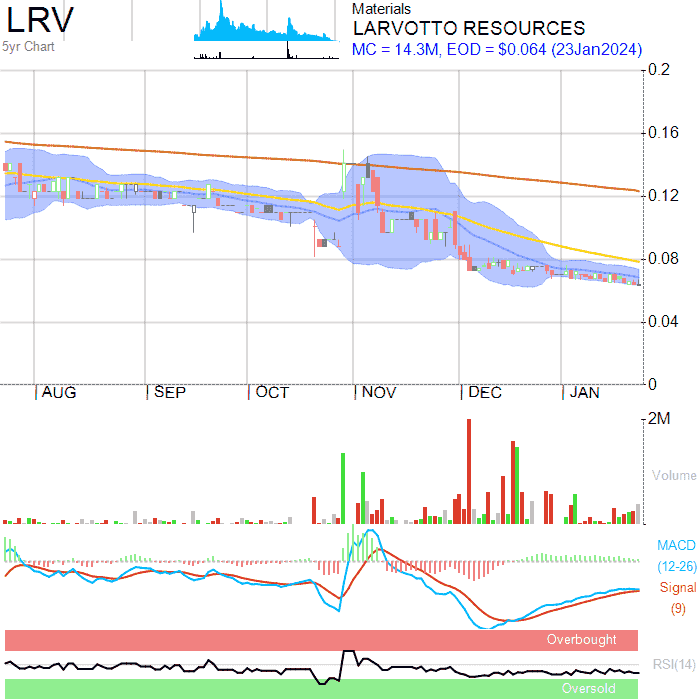 LRV
5yr Chart
Materials
LARVOTTO RESOURCES
MC = 14.3M, EOD = $0.064 (23Jan2024)
0.2
0.16
0.12
0.08
0.04
0
AUG SEP OCT NOV DEC JAN
2M
Volume
MACD
(12-26)
Signal
(9)
Overbought
RSI(14)
Oversold